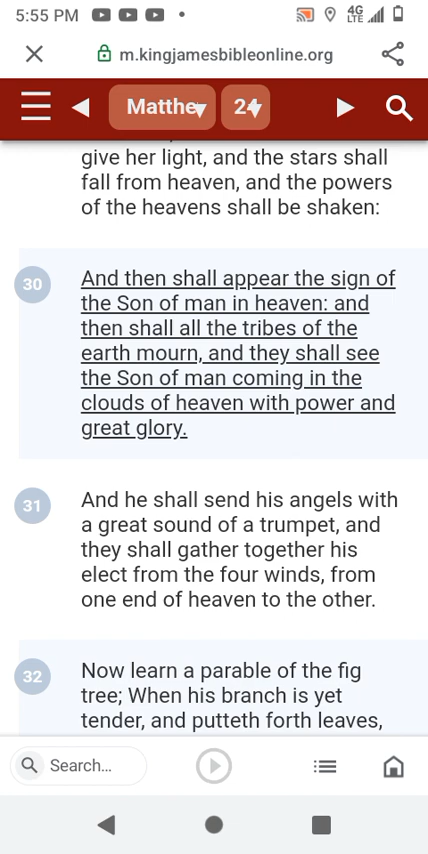 5:55 PM
4G
LTE
m.kingjamesbibleonline.org
Matthe
24
give her light, and the stars shall
fall from heaven, and the powers
of the heavens shall be shaken:
30
And then shall appear the sign of
the Son of man in heaven: and
then shall all the tribes of the
earth mourn, and they shall see
the Son of man coming in the
clouds of heaven with power and
great glory.
31
And he shall send his angels with
a great sound of a trumpet, and
they shall gather together his
elect from the four winds, from
one end of heaven to the other.
32
Now learn a parable of the fig
tree; When his branch is yet
tender, and putteth forth leaves,
Search...